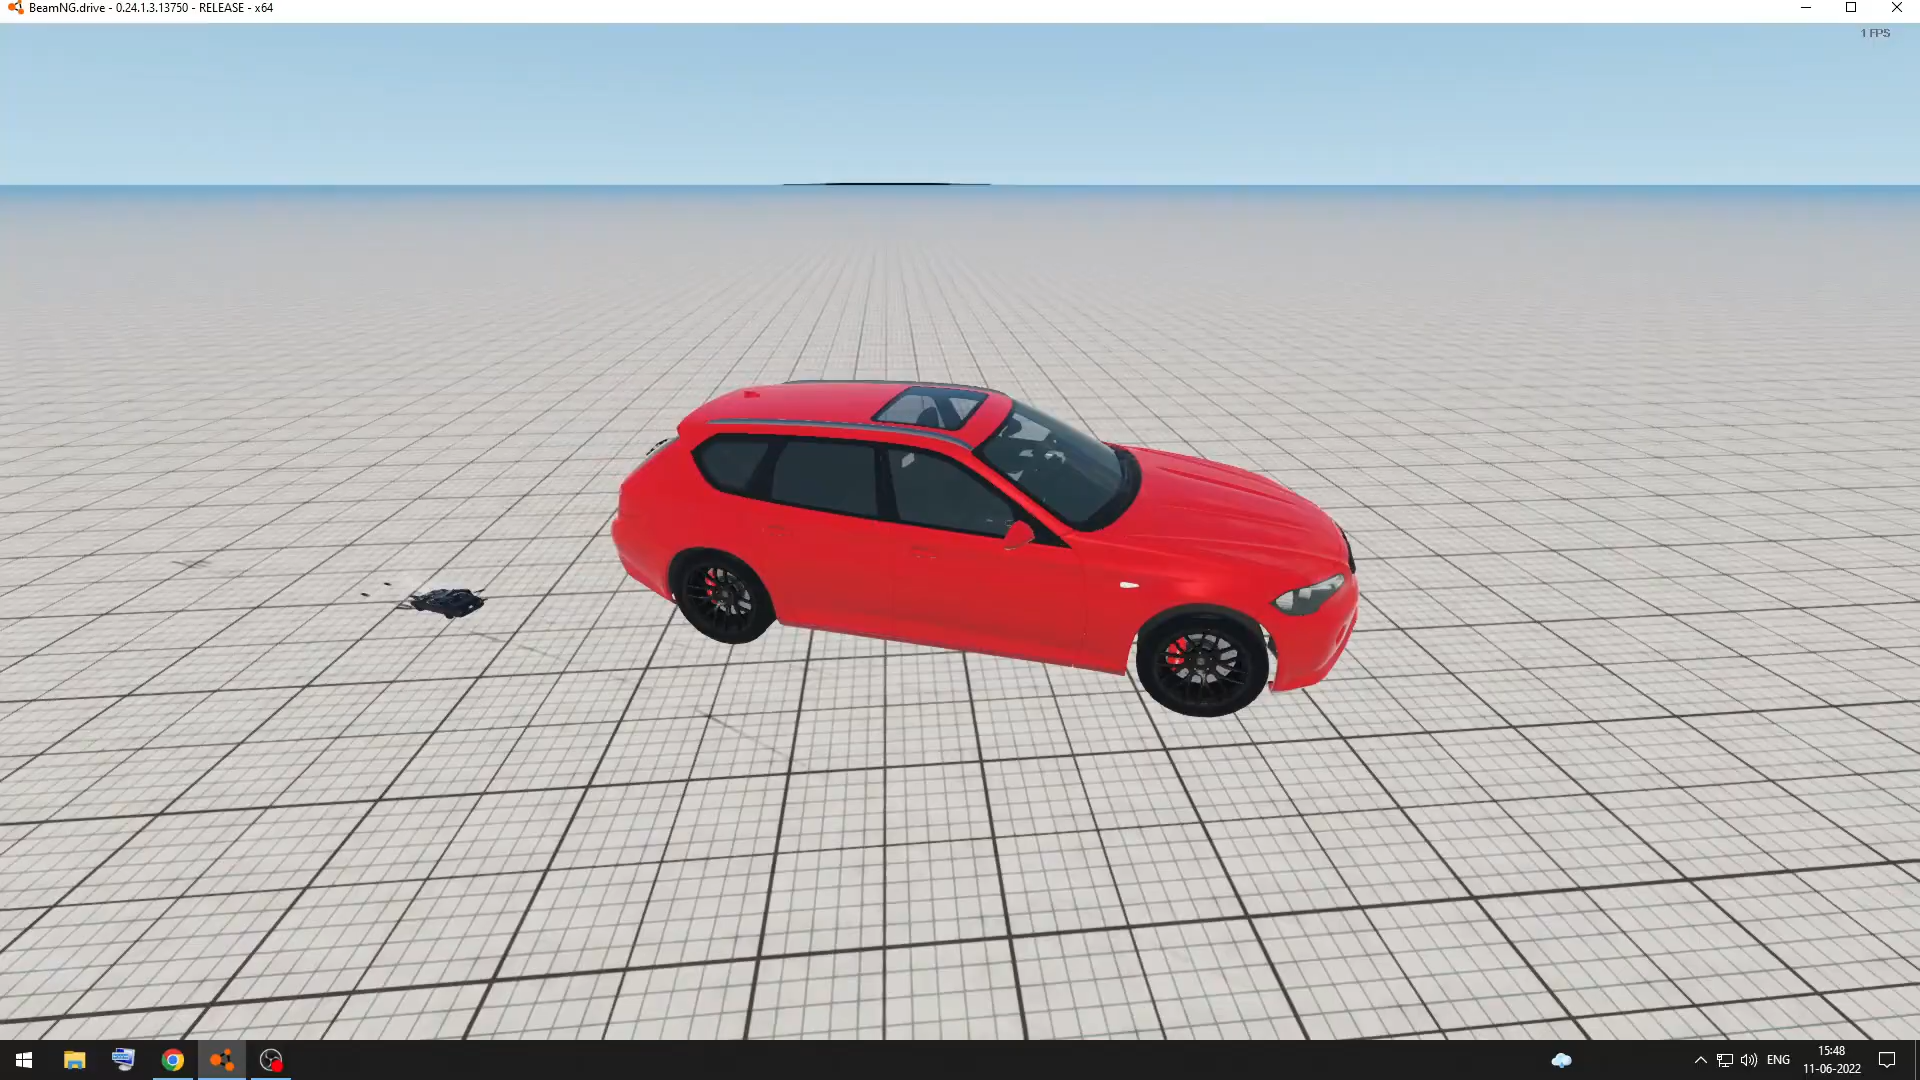 BeamNG.drive - 0.24.1.3.13750 - RELEASE - x64
1 FPS
ENG
15:48
11-06-2022